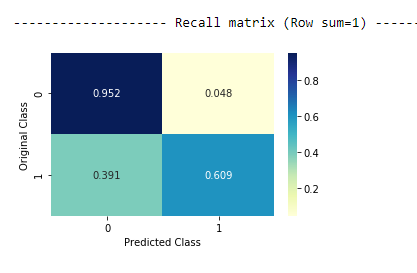 -------------------- Recall matrix (Row sum=1) ------
0.952 0.048 0.8
0 0.6
Original Class
0.4
1 0.391 0.609
0.2
0 1
Predicted Class